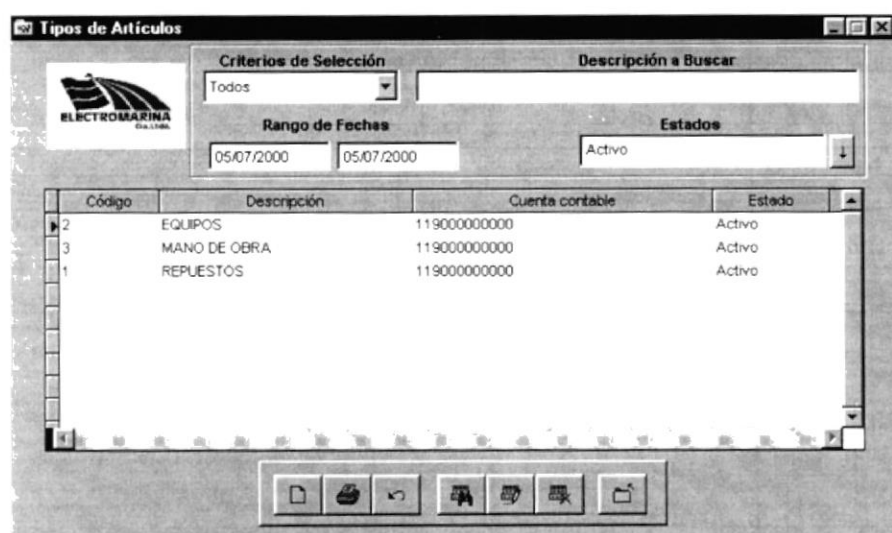 Tipos de Artículos
Criterios de Selección
Descripción a Buscar
Todos
ELECTROMARINA
Cia. Ltda.
Rango de Fechas
Estados
05/07/2000 05/07/2000
Activo
Código Descripción Cuenta contable Estado
2 EQUIPOS 119000000000 Activo
3 MANO DE OBRA 119000000000 Activo
1 REPUESTOS 119000000000 Activo